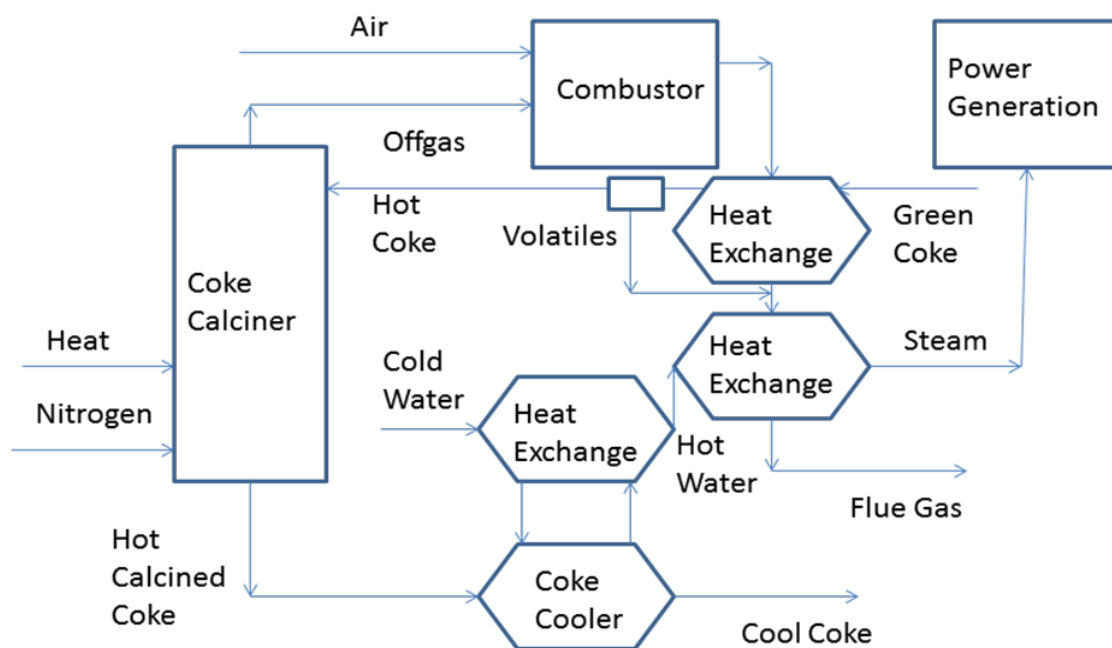 Air
Combustor
Power
Generation
Offgas
Hot
Coke
Volatiles
Heat
Exchange
Green
Coke
Coke
Calciner
Heat
Nitrogen
Cold
Water
Heat
Exchange
Heat
Exchange
Steam
Hot
Water
Flue Gas
Hot
Calcined
Coke
Coke
Cooler
Cool Coke